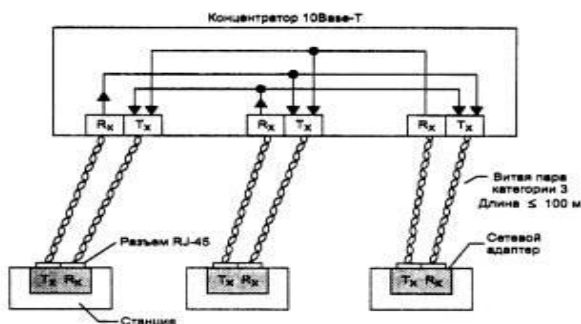 Концентратор 10Base-T
Rx Tx Rx Tx Rx Tx
Витая пара
категории 3
Длина ≤ 100 м
Разъем RJ-45
Сетевой
адаптер
Tx Rx Tx Rx Tx Rx
Станция